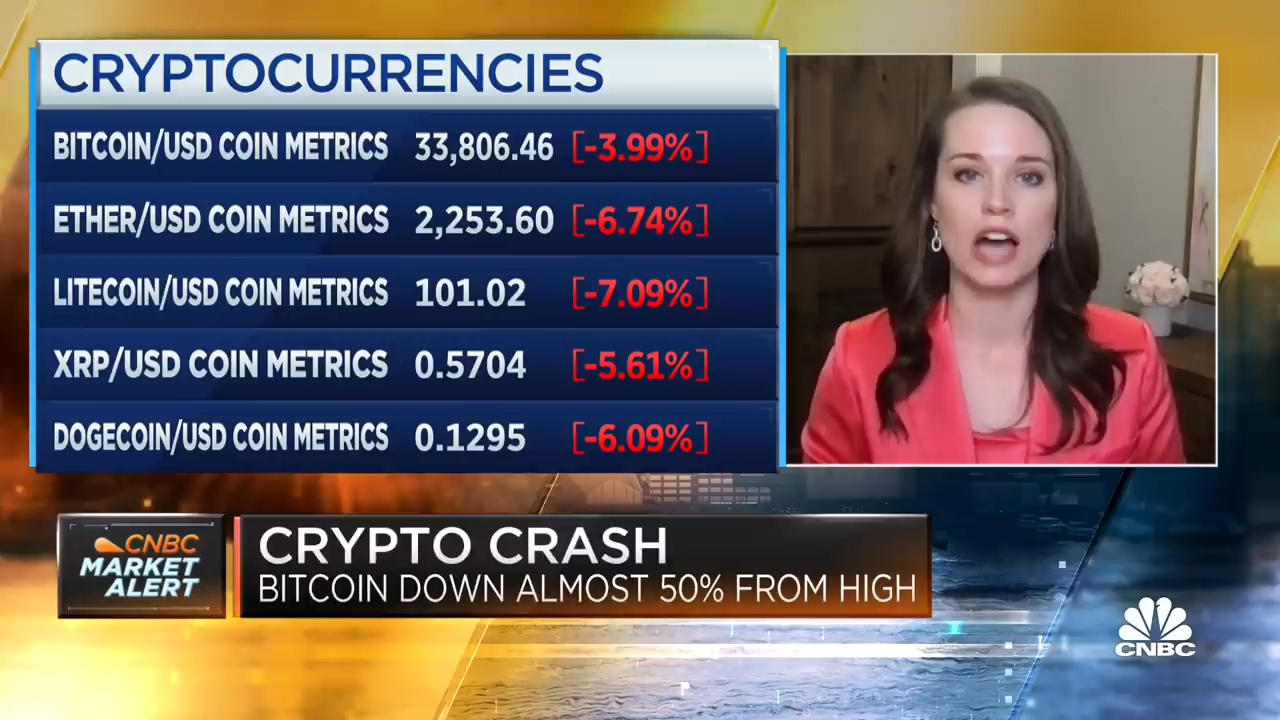 CRYPTOCURRENCIES
BITCOIN/USD COIN METRICS 33,806.46 [-3.99%]
ETHER/USD COIN METRICS 2,253.60 [-6.74%]
LITECOIN/USD COIN METRICS 101.02 [-7.09%]
XRP/USD COIN METRICS 0.5704 [-5.61%]
DOGECOIN/USD COIN METRICS 0.1295 [-6.09%]
CNBC
MARKET
ALERT
CRYPTO CRASH
BITCOIN DOWN ALMOST 50% FROM HIGH
CNBC